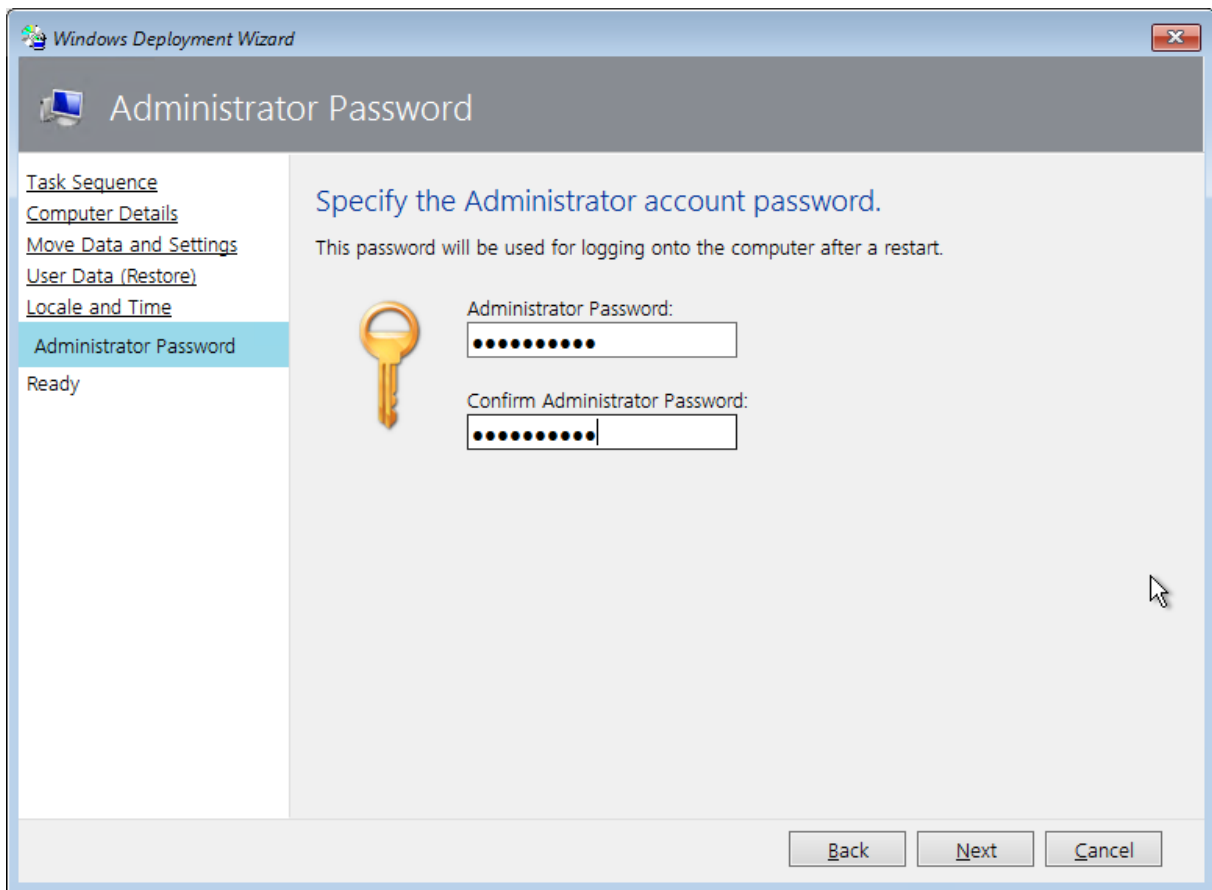 Windows Deployment Wizard
Administrator Password
Task Sequence
Computer Details
Move Data and Settings
User Data (Restore)
Locale and Time
Administrator Password
Ready
Specify the Administrator account password.
This password will be used for logging onto the computer after a restart.
Administrator Password:
●●●●●●●●●●
Confirm Administrator Password:
●●●●●●●●●●
Back
Next
Cancel